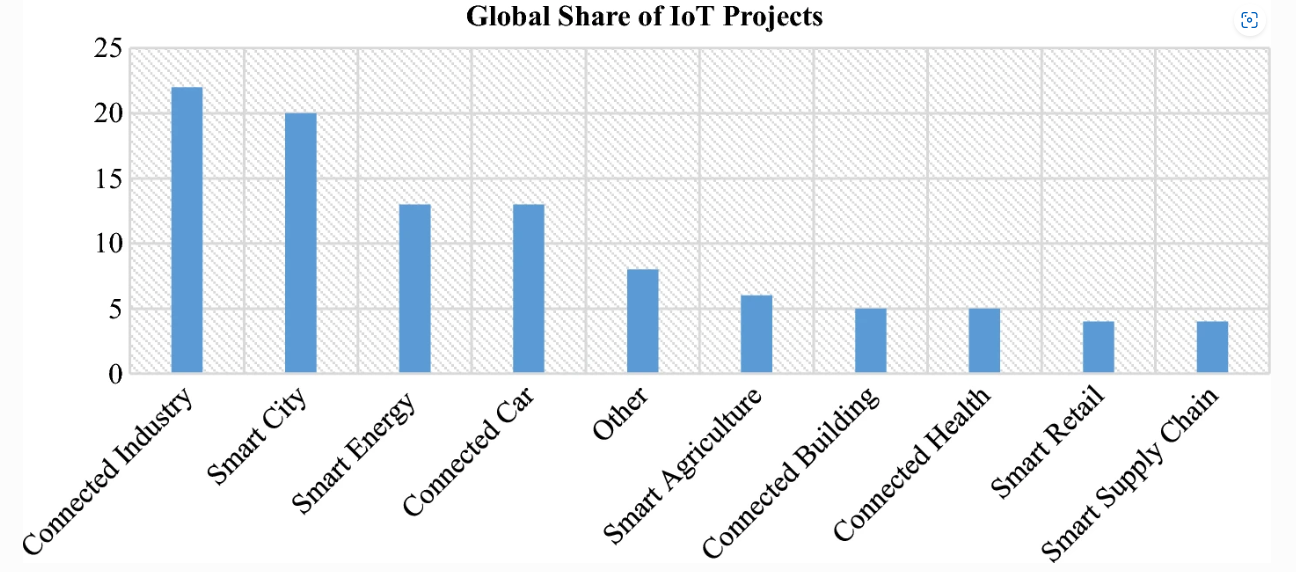 Global Share of IoT Projects
25
20
15
10
5
0
Connected Industry
Smart City
Smart Energy
Connected Car
Other
Smart Agriculture
Connected Building
Connected Health
Smart Retail
Smart Supply Chain